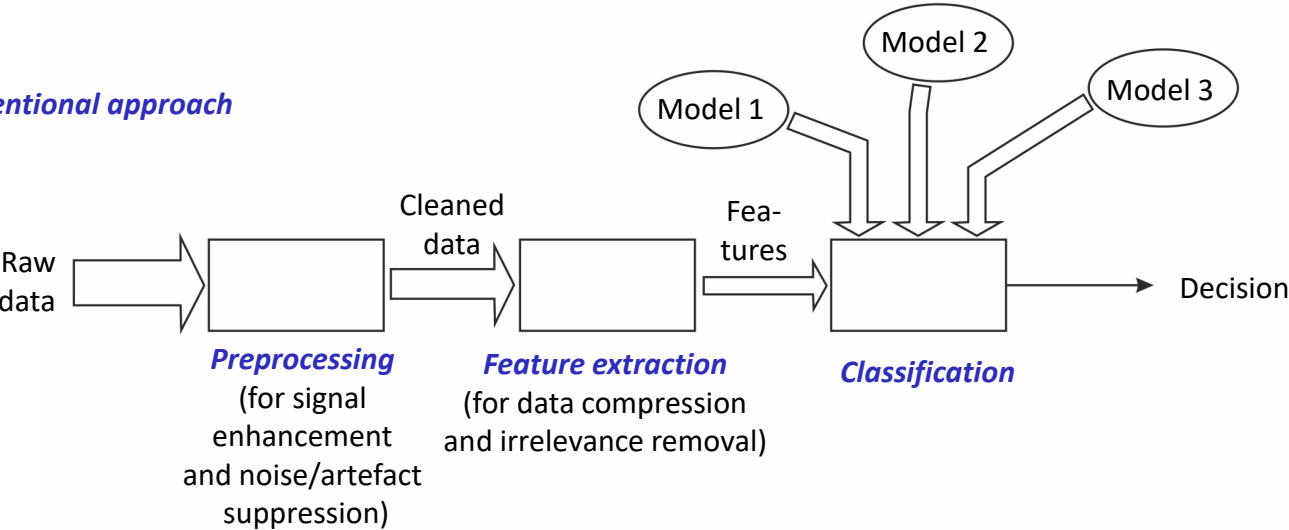 Model 2
Model 3
Model 1
entional approach
Cleaned
data
Fea-
tures
Raw
data
Decision
Preprocessing
(for signal
enhancement
and noise/artefact
suppression)
Feature extraction
(for data compression
and irrelevance removal)
Classification